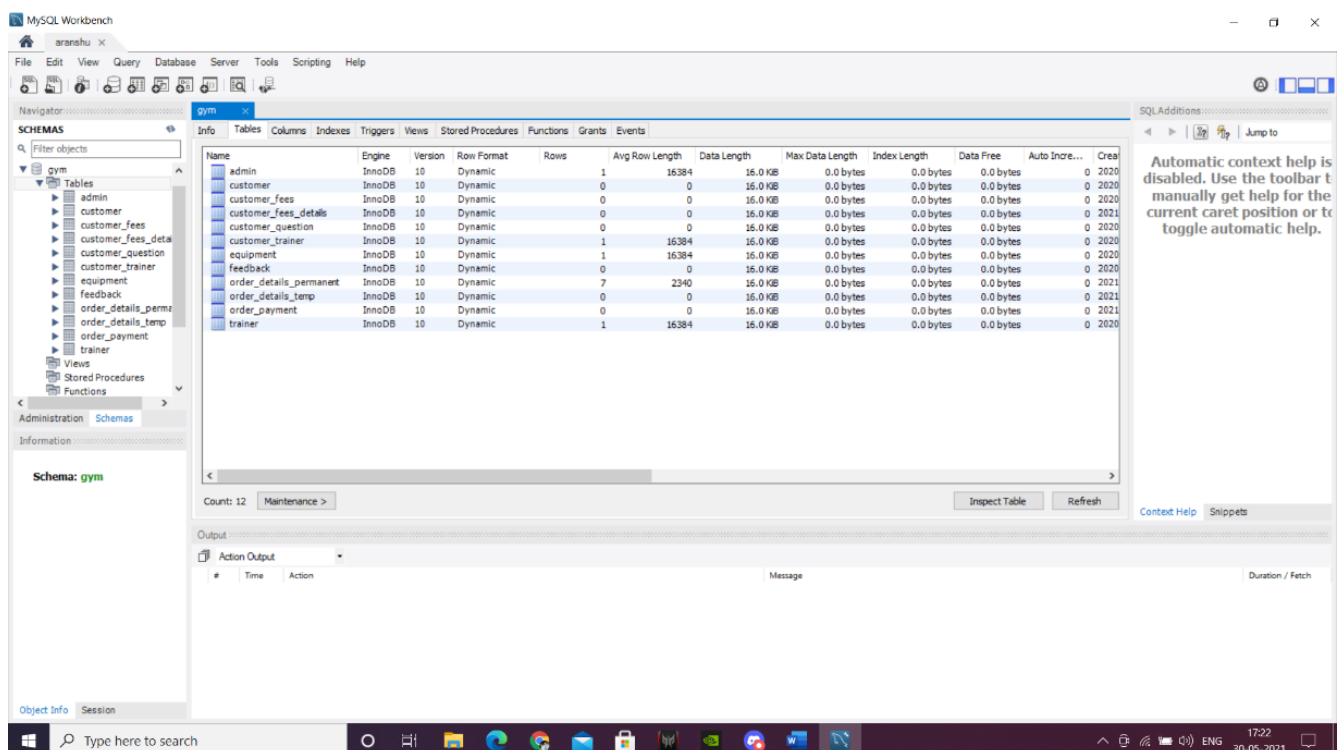 MySQL Workbench
aranshu
File Edit View Query Database Server Tools Scripting Help
Navigator
SCHEMAS
Filter objects
gym
Tables
admin
customer
customer_fees
customer_fees_detai
customer_question
customer_trainer
equipment
feedback
order_details_perma
order_details_temp
order_payment
trainer
Views
Stored Procedures
Functions
Administration Schemas
Information
Schema: gym
Object Info Session
gym
Info Tables Columns Indexes Triggers Views Stored Procedures Functions Grants Events
Name Engine Version Row Format Rows Avg Row Length Data Length Max Data Length Index Length Data Free Auto Incre... Creat
admin InnoDB 10 Dynamic 1 16384 16.0 KiB 0.0 bytes 0.0 bytes 0.0 bytes 0 2020
customer InnoDB 10 Dynamic 0 0 16.0 KiB 0.0 bytes 0.0 bytes 0.0 bytes 0 2020
customer_fees InnoDB 10 Dynamic 0 0 16.0 KiB 0.0 bytes 0.0 bytes 0.0 bytes 0 2020
customer_fees_details InnoDB 10 Dynamic 0 0 16.0 KiB 0.0 bytes 0.0 bytes 0.0 bytes 0 2021
customer_question InnoDB 10 Dynamic 0 0 16.0 KiB 0.0 bytes 0.0 bytes 0.0 bytes 0 2020
customer_trainer InnoDB 10 Dynamic 1 16384 16.0 KiB 0.0 bytes 0.0 bytes 0.0 bytes 0 2020
equipment InnoDB 10 Dynamic 1 16384 16.0 KiB 0.0 bytes 0.0 bytes 0.0 bytes 0 2020
feedback InnoDB 10 Dynamic 0 0 16.0 KiB 0.0 bytes 0.0 bytes 0.0 bytes 0 2020
order_details_permanent InnoDB 10 Dynamic 7 2340 16.0 KiB 0.0 bytes 0.0 bytes 0.0 bytes 0 2021
order_details_temp InnoDB 10 Dynamic 0 0 16.0 KiB 0.0 bytes 0.0 bytes 0.0 bytes 0 2021
order_payment InnoDB 10 Dynamic 0 0 16.0 KiB 0.0 bytes 0.0 bytes 0.0 bytes 0 2021
trainer InnoDB 10 Dynamic 1 16384 16.0 KiB 0.0 bytes 0.0 bytes 0.0 bytes 0 2020
Count: 12 Maintenance > Inspect Table Refresh
Output
Action Output
# Time Action Message Duration / Fetch
SQLAdditions
Jump to
Automatic context help is
disabled. Use the toolbar t
manually get help for the
current caret position or to
toggle automatic help.
Context Help Snippets
Type here to search
ENG
17:22
30-05-2021